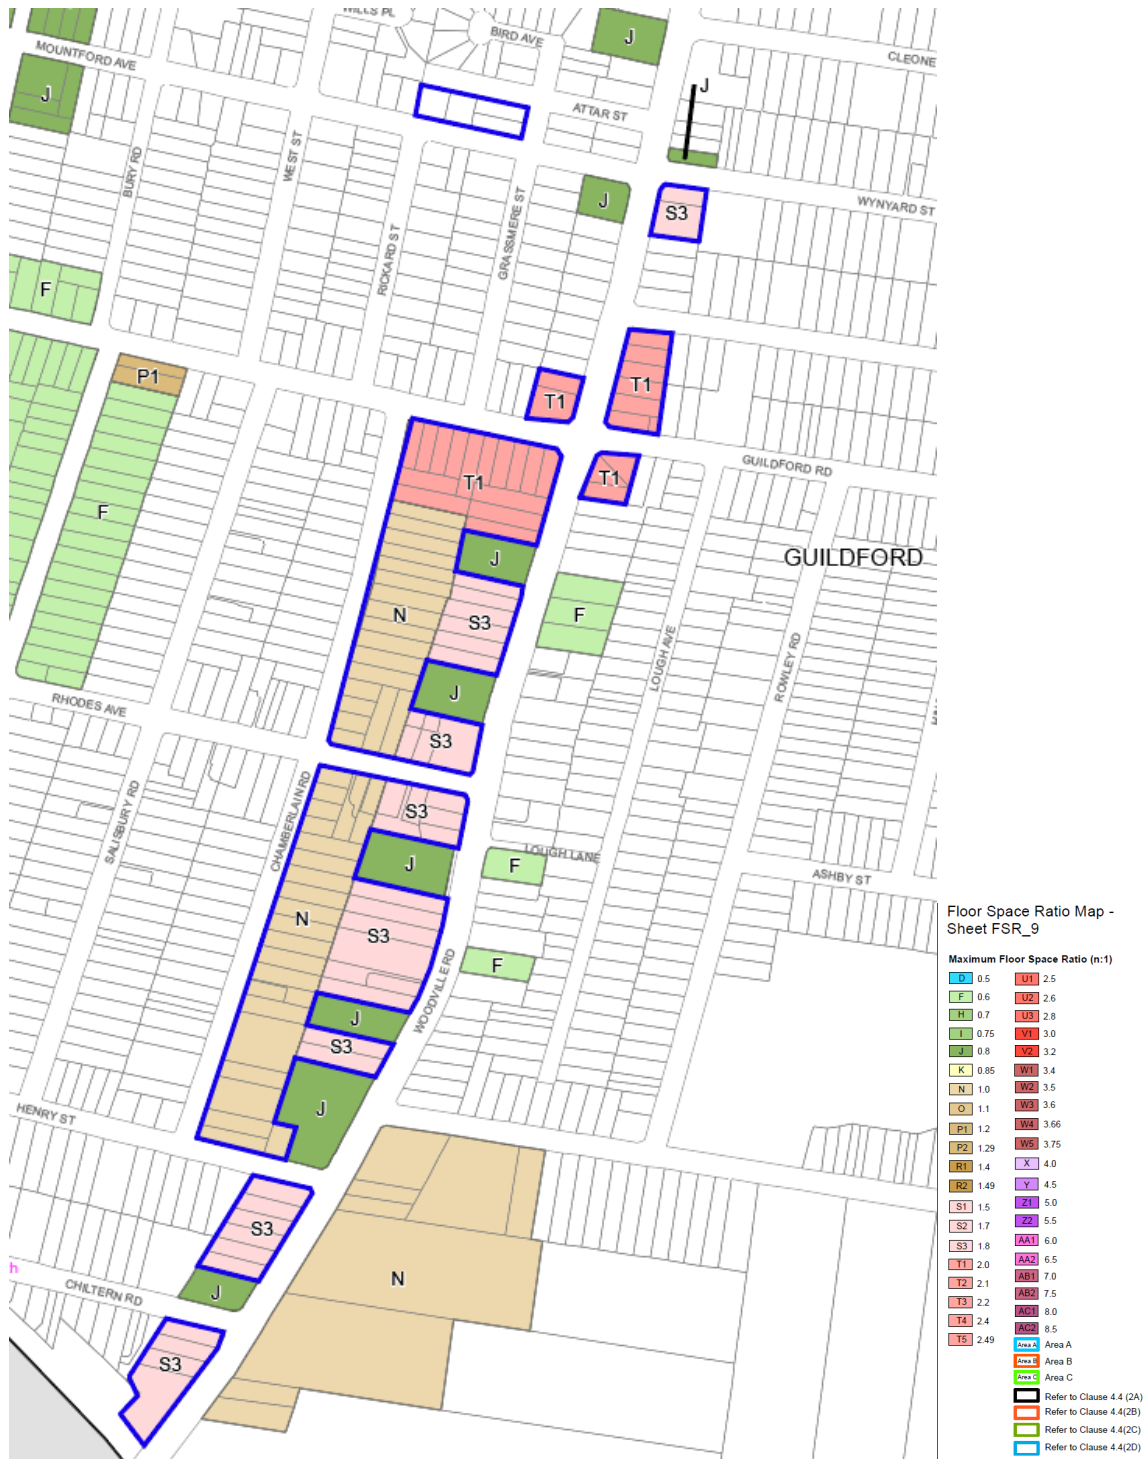 WILLS PL
BIRD AVE
J
CLEONE
MOUNTFORD AVE
J
J
ATTAR ST
BURY RD
WEST ST
J
S3
WYNYARD ST
GRASSMERE ST
RICKARD ST
F
P1
T1
T1
GUILDFORD RD
T1
T1
F
GUILDFORD
J
N
S3
F
LOUGH AVE
ROWLEY RD
J
RHODES AVE
S3
CHAMBERLAIN RD
SALISBURY RD
S3
LOUGH LANE
J
F
ASHBY ST
N
S3
F
WOODVILLE RD
J
S3
J
HENRY ST
S3
h
J
N
CHILTERN RD
S3
Floor Space Ratio Map -
Sheet FSR_9
Maximum Floor Space Ratio (n:1)
D 0.5
F 0.6
H 0.7
I 0.75
J 0.8
K 0.85
N 1.0
O 1.1
P1 1.2
P2 1.29
R1 1.4
R2 1.49
S1 1.5
S2 1.7
S3 1.8
T1 2.0
T2 2.1
T3 2.2
T4 2.4
T5 2.49
U1 2.5
U2 2.6
U3 2.8
V1 3.0
V2 3.2
W1 3.4
W2 3.5
W3 3.6
W4 3.66
W5 3.75
X 4.0
Y 4.5
Z1 5.0
Z2 5.5
AA1 6.0
AA2 6.5
AB1 7.0
AB2 7.5
AC1 8.0
AC2 8.5
Area A Area A
Area B Area B
Area C Area C
Refer to Clause 4.4 (2A)
Refer to Clause 4.4(2B)
Refer to Clause 4.4(2C)
Refer to Clause 4.4(2D)